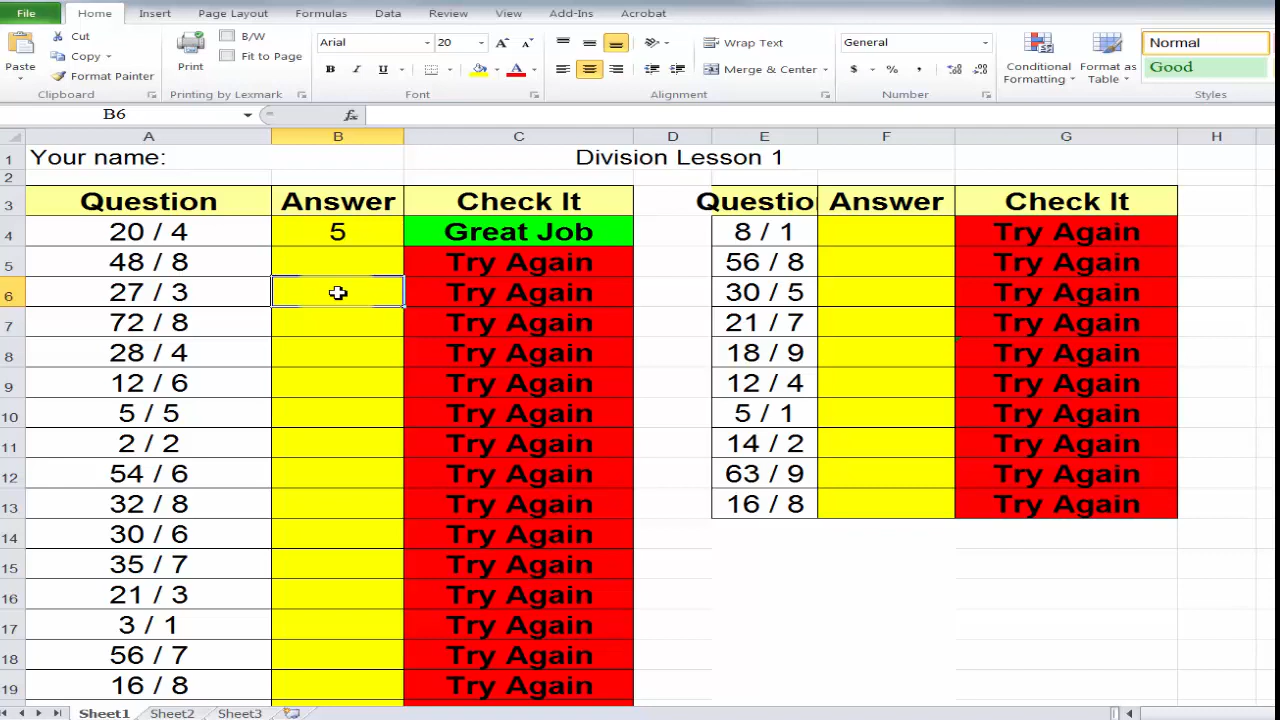 File Home Insert Page Layout Formulas Data Review View Add-Ins Acrobat
Paste
Cut
Copy
Format Painter
Clipboard
Print
B/W
Fit to Page
Printing by Lexmark
Arial 20 A A
B I U A
Font
Wrap Text
Merge & Center
Alignment
General
$ % , .0 .00 .00 .0
Number
Conditional Formatting
Format as Table
Normal
Good
Styles
B6 fx
A B C D E F G H
1 Your name: Division Lesson 1
2
3 Question Answer Check It Questio Answer Check It
4 20 / 4 5 Great Job 8 / 1 Try Again
5 48 / 8 Try Again 56 / 8 Try Again
6 27 / 3 Try Again 30 / 5 Try Again
7 72 / 8 Try Again 21 / 7 Try Again
8 28 / 4 Try Again 18 / 9 Try Again
9 12 / 6 Try Again 12 / 4 Try Again
10 5 / 5 Try Again 5 / 1 Try Again
11 2 / 2 Try Again 14 / 2 Try Again
12 54 / 6 Try Again 63 / 9 Try Again
13 32 / 8 Try Again 16 / 8 Try Again
14 30 / 6 Try Again
15 35 / 7 Try Again
16 21 / 3 Try Again
17 3 / 1 Try Again
18 56 / 7 Try Again
19 16 / 8 Try Again
Sheet1 Sheet2 Sheet3